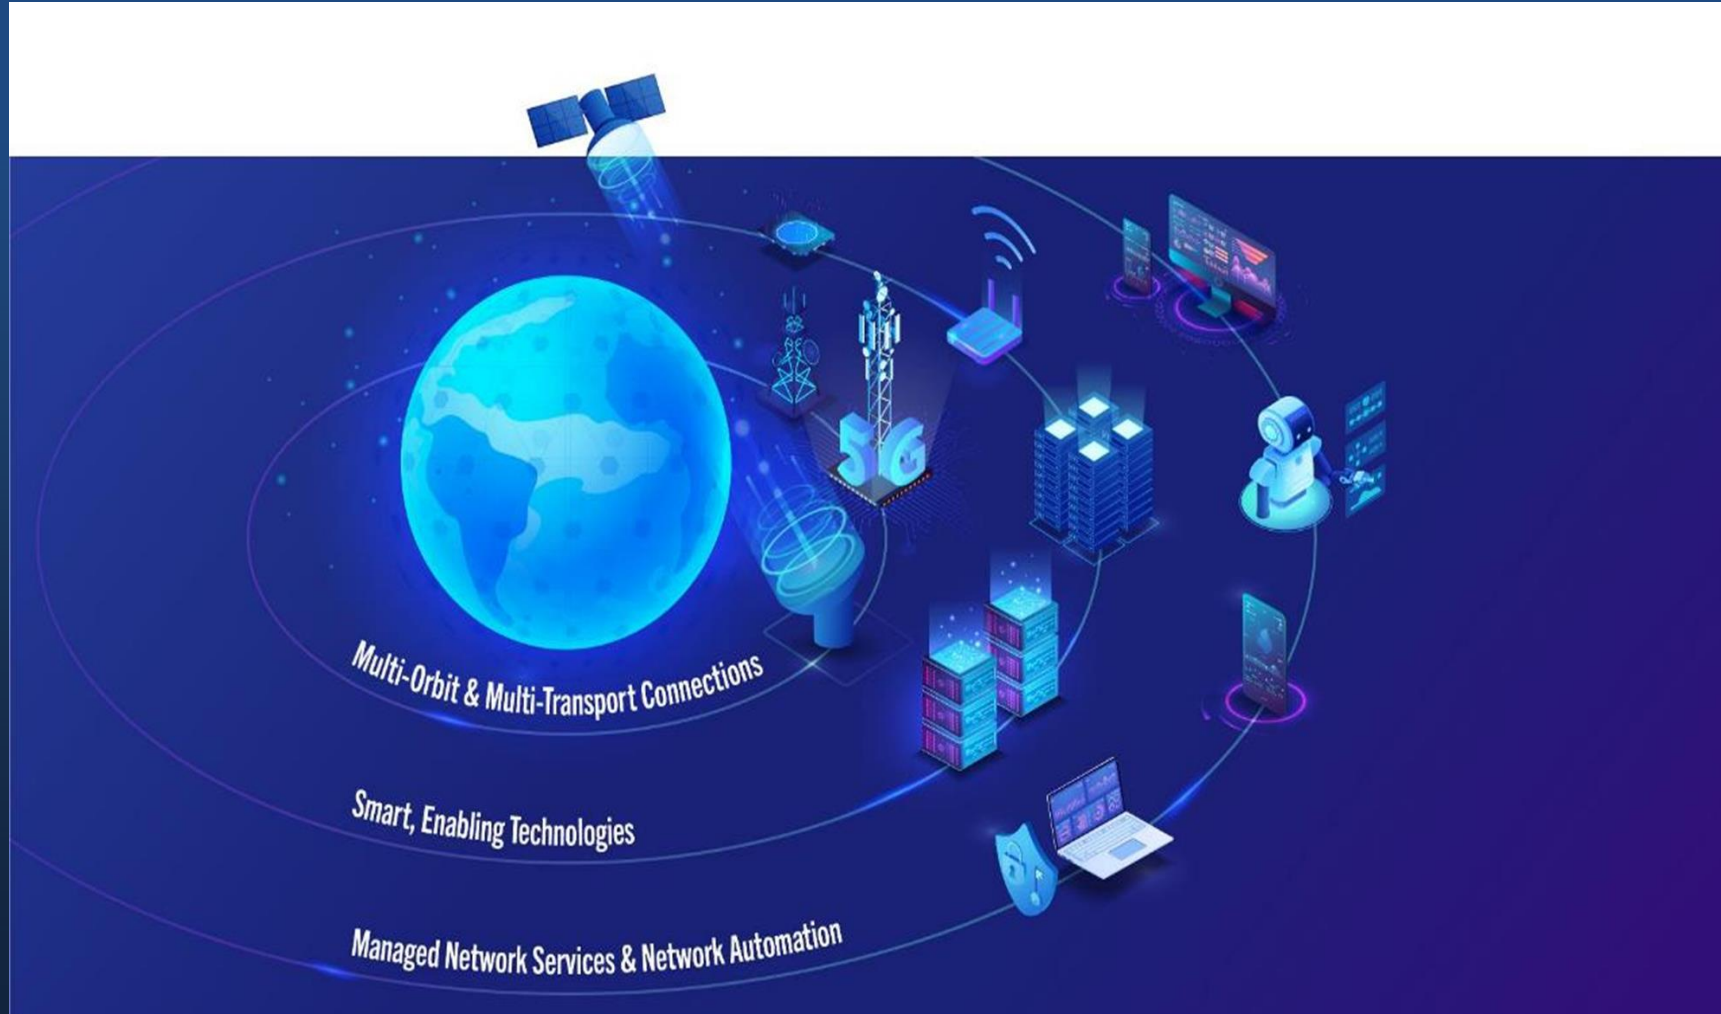 5G
Multi-Orbit & Multi-Transport Connections
Smart, Enabling Technologies
Managed Network Services & Network Automation